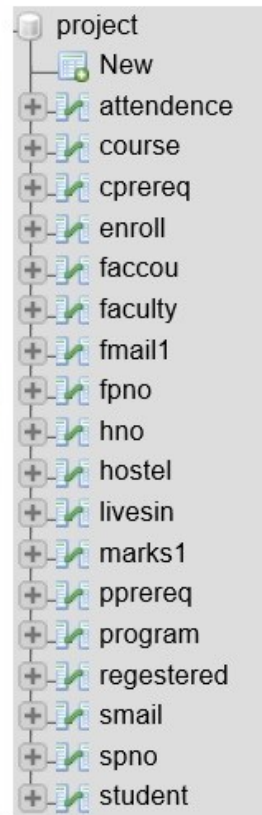 project
New
attendence
course
cprereq
enroll
faccou
faculty
fmail1
fpno
hno
hostel
livesin
marks1
pprereq
program
regestered
smail
spno
student